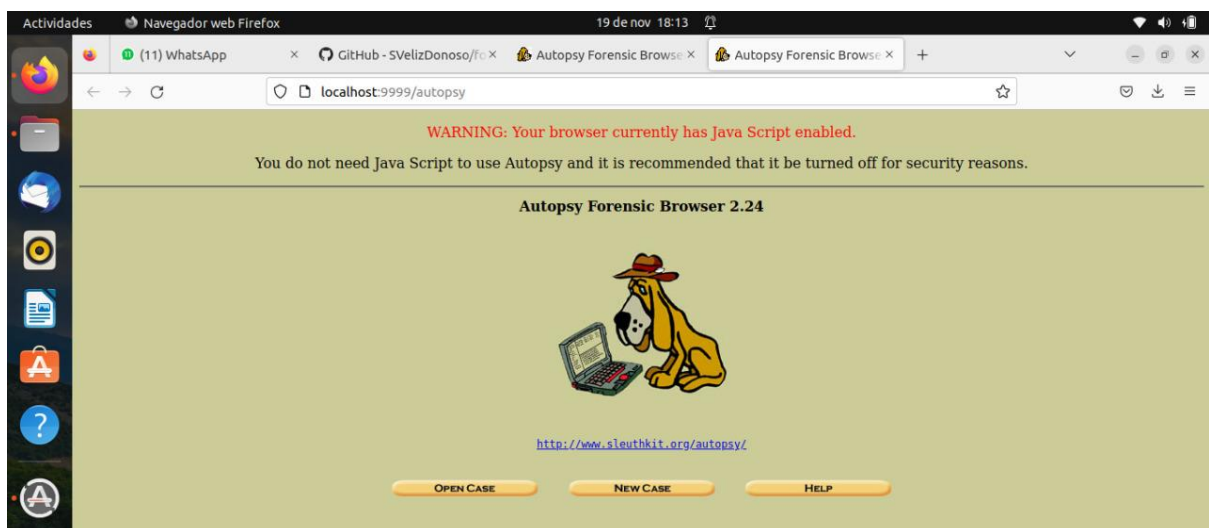 Actividades Navegador web Firefox 19 de nov 18:13
(11) WhatsApp GitHub - SVelizDonoso/fo Autopsy Forensic Browse Autopsy Forensic Browse
localhost:9999/autopsy
WARNING: Your browser currently has Java Script enabled.
You do not need Java Script to use Autopsy and it is recommended that it be turned off for security reasons.
Autopsy Forensic Browser 2.24
http://www.sleuthkit.org/autopsy/
OPEN CASE NEW CASE HELP